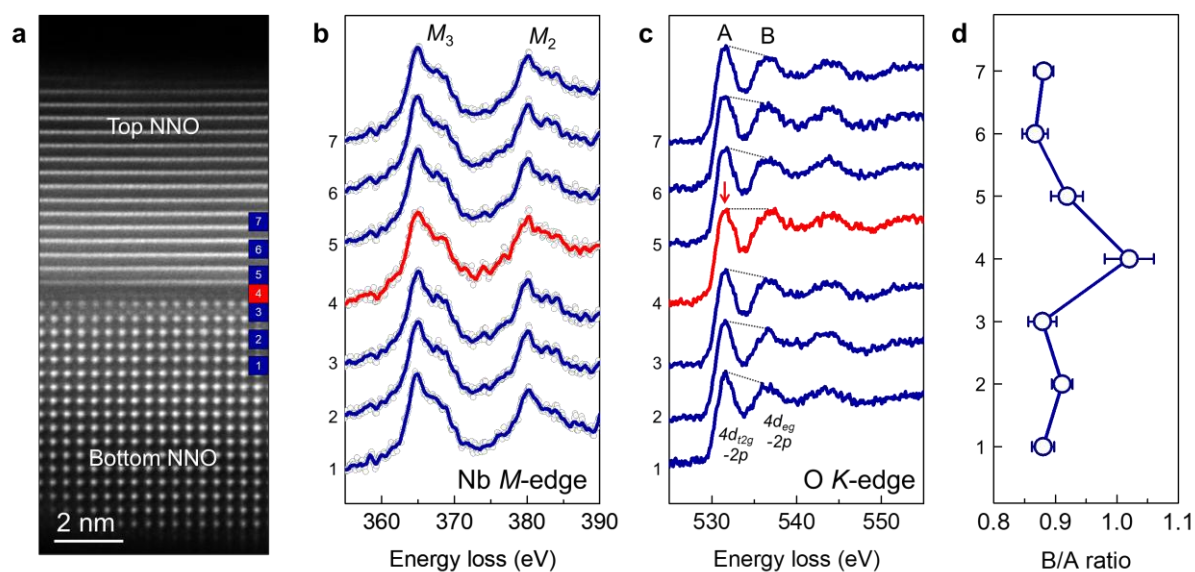 a
Top NNO
7
6
5
4
3
2
1
Bottom NNO
2 nm
b
M3
M2
7
6
5
4
3
2
1
Nb M-edge
360
370
380
390
Energy loss (eV)
c
A
B
7
6
5
4
3
2
1
4dt2g
-2p
4deg
-2p
O K-edge
530
540
550
Energy loss (eV)
d
7
6
5
4
3
2
1
0.8
0.9
1.0
1.1
B/A ratio